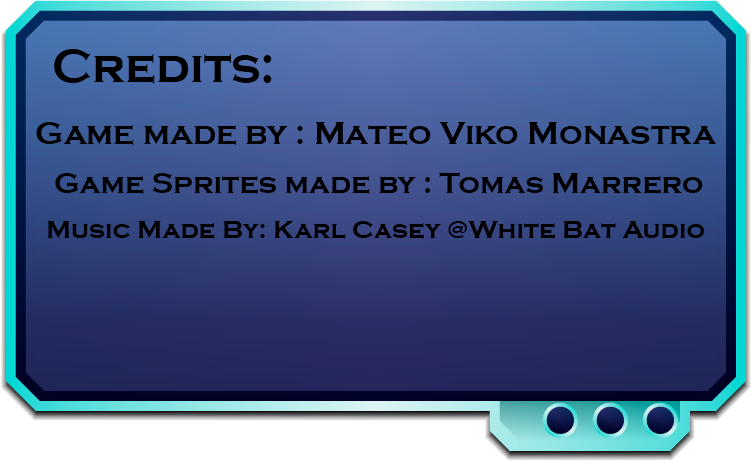 Credits:
Game made by : Mateo Viko Monastra
Game Sprites made by : Tomas Marrero
Music Made By: Karl Casey @White Bat Audio